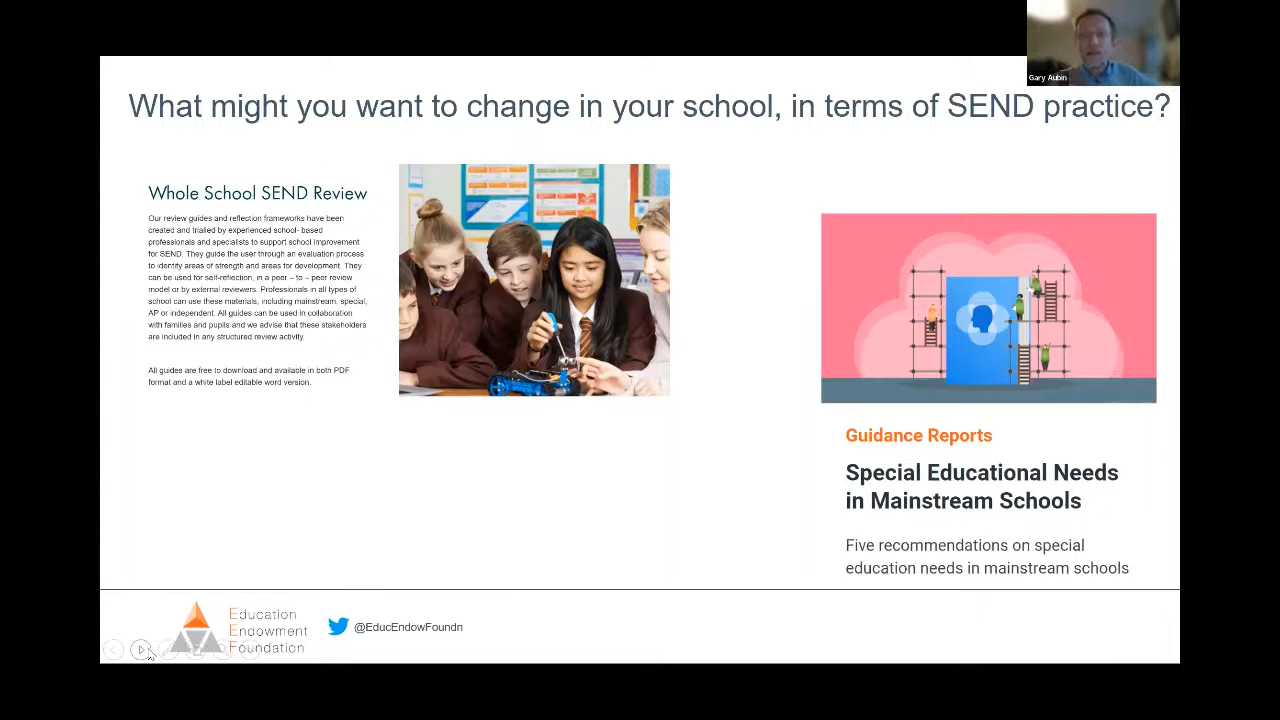 Gary Aubin
What might you want to change in your school, in terms of SEND practice?
Whole School SEND Review
Our review guides and reflection frameworks have been
created and trialled by experienced school- based
professionals and specialists to support school improvement
for SEND. They guide the user through an evaluation process
to identify areas of strength and areas for development. They
can be used for self-reflection, in a peer – to – peer review
model or by external reviewers. Professionals in all types of
school can use these materials, including mainstream, special,
AP or independent. All guides can be used in collaboration
with families and pupils and we advise that these stakeholders
are included in any structured review activity.
All guides are free to download and available in both PDF
format and a white label editable word version.
Guidance Reports
Special Educational Needs
in Mainstream Schools
Five recommendations on special
education needs in mainstream schools
Education
Endowment
Foundation
@EducEndowFoundn